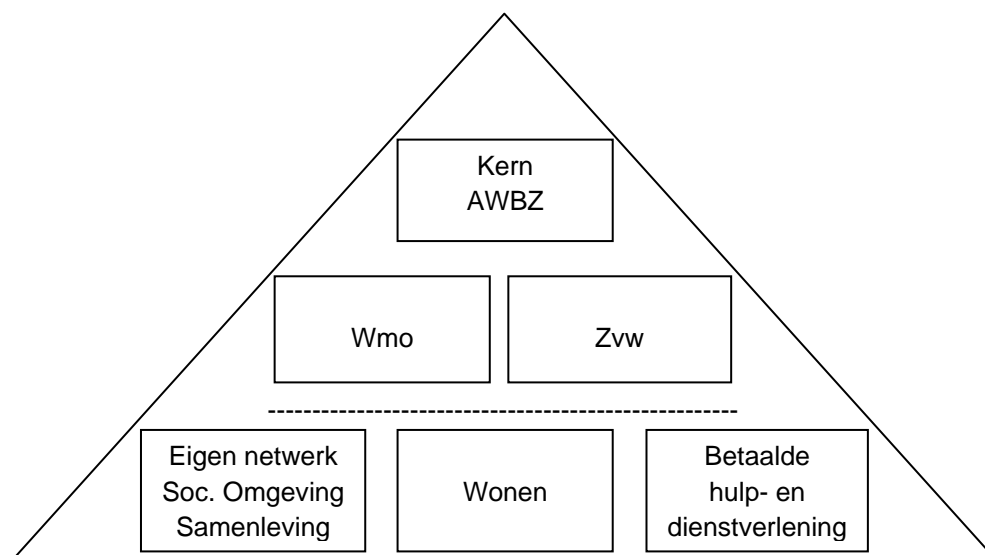 Kern
AWBZ
Wmo
Zvw
Eigen netwerk
Soc. Omgeving
Samenleving
Wonen
Betaalde
hulp- en
dienstverlening